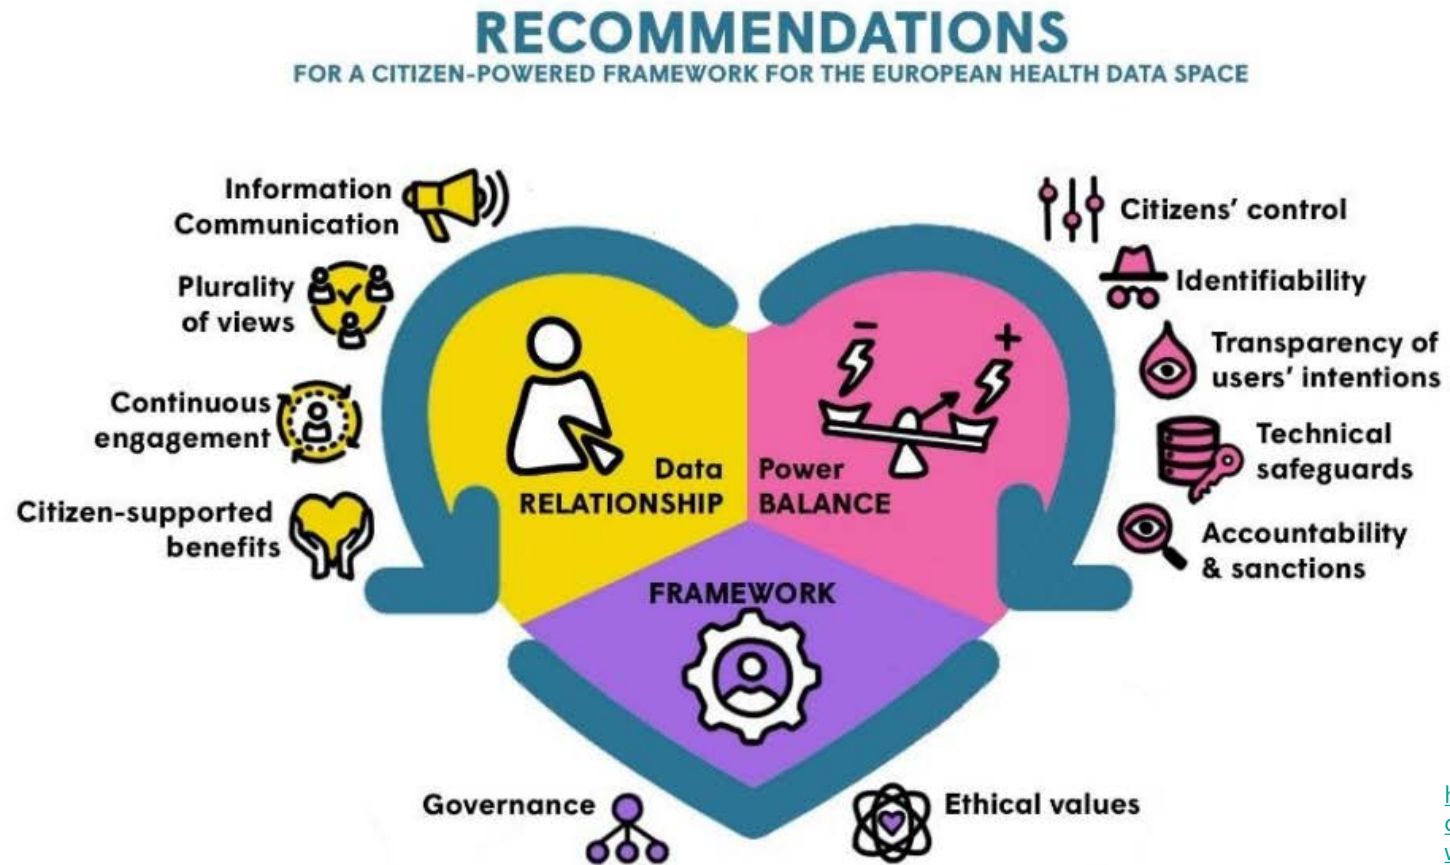 RECOMMENDATIONS
FOR A CITIZEN-POWERED FRAMEWORK FOR THE EUROPEAN HEALTH DATA SPACE
Information
Communication
Plurality
of views
Continuous
engagement
Citizen-supported
benefits
Citizens' control
Identifiability
Transparency of
users' intentions
Technical
safeguards
Accountability
& sanctions
− +
Data
RELATIONSHIP
Power
BALANCE
FRAMEWORK
Governance
Ethical values